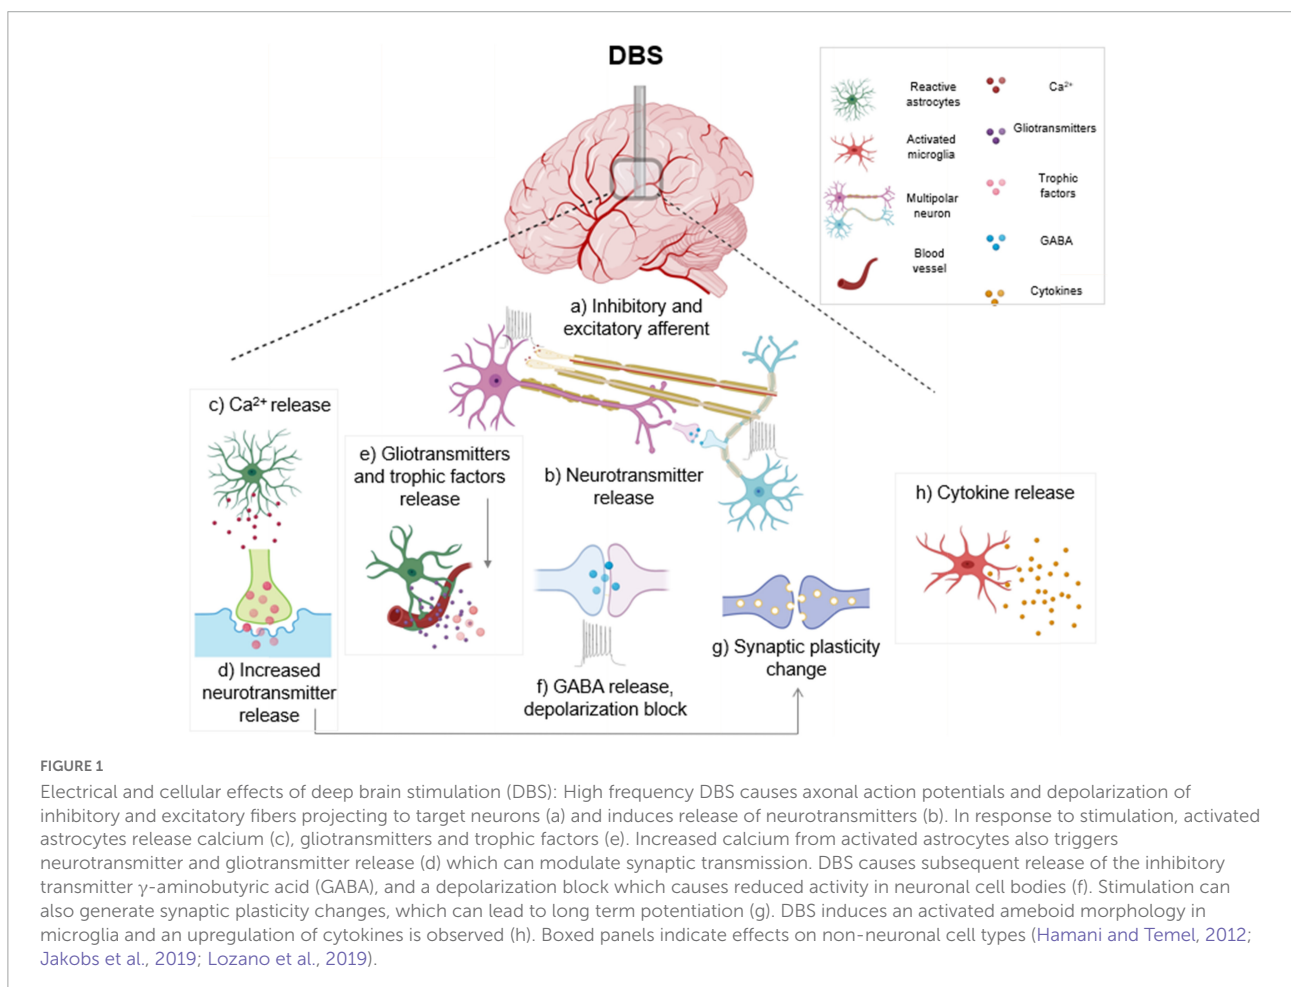 DBS
Reactive
astrocytes
Ca²⁺
Activated
microglia
Gliotransmitters
Multipolar
neuron
Trophic
factors
Blood
vessel
GABA
Cytokines
a) Inhibitory and
excitatory afferent
c) Ca²⁺ release
e) Gliotransmitters
and trophic factors
release
b) Neurotransmitter
release
h) Cytokine release
d) Increased
neurotransmitter
release
f) GABA release,
depolarization block
g) Synaptic plasticity
change
FIGURE 1
Electrical and cellular effects of deep brain stimulation (DBS): High frequency DBS causes axonal action potentials and depolarization of
inhibitory and excitatory fibers projecting to target neurons (a) and induces release of neurotransmitters (b). In response to stimulation, activated
astrocytes release calcium (c), gliotransmitters and trophic factors (e). Increased calcium from activated astrocytes also triggers
neurotransmitter and gliotransmitter release (d) which can modulate synaptic transmission. DBS causes subsequent release of the inhibitory
transmitter γ-aminobutyric acid (GABA), and a depolarization block which causes reduced activity in neuronal cell bodies (f). Stimulation can
also generate synaptic plasticity changes, which can lead to long term potentiation (g). DBS induces an activated ameboid morphology in
microglia and an upregulation of cytokines is observed (h). Boxed panels indicate effects on non-neuronal cell types (Hamani and Temel, 2012;
Jakobs et al., 2019; Lozano et al., 2019).